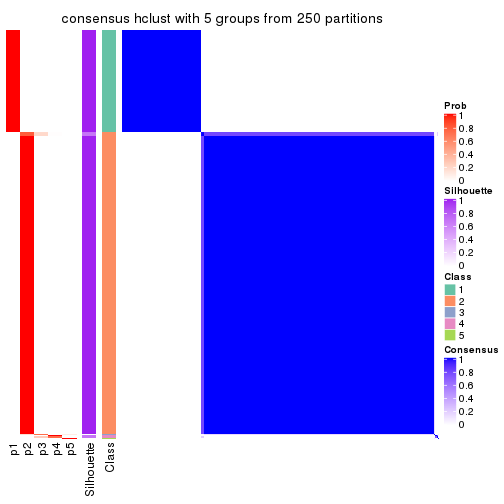 consensus hclust with 5 groups from 250 partitions
Prob
1
0.8
0.6
0.4
0.2
0
Silhouette
1
0.8
0.6
0.4
0.2
0
Class
1
2
3
4
5
Consensus
1
0.8
0.6
0.4
0.2
0
p1
p2
p3
p4
p5
Silhouette
Class